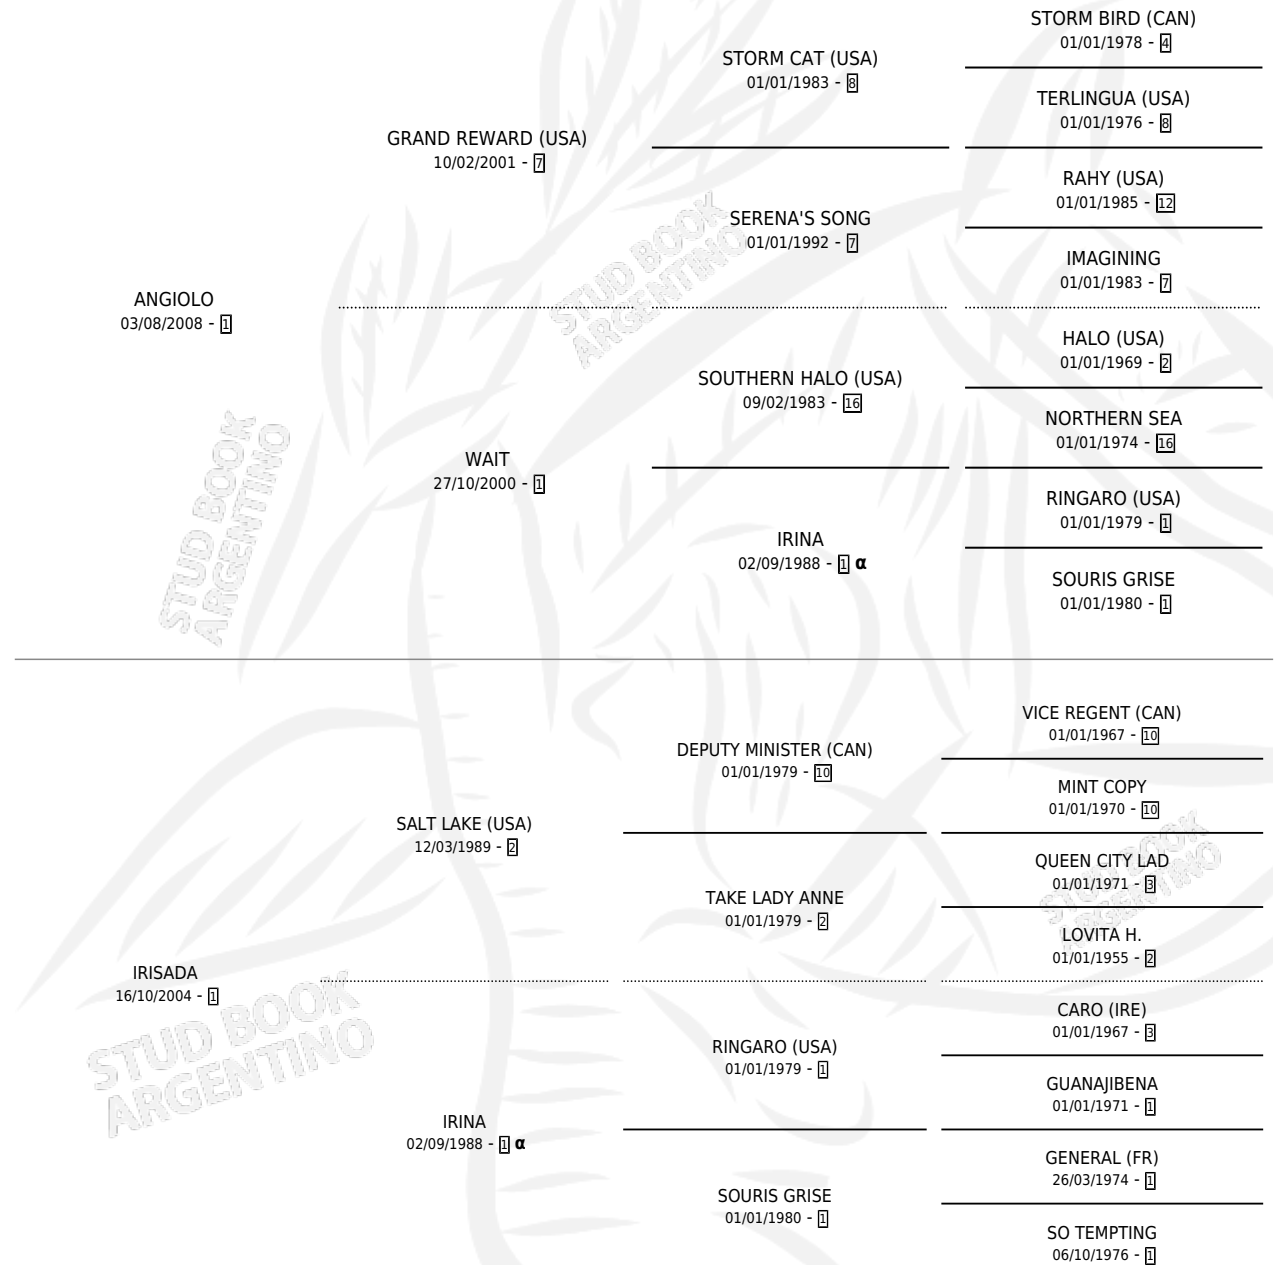 STORM BIRD (CAN)
01/01/1978 - 4
STORM CAT (USA)
01/01/1983 - 8
TERLINGUA (USA)
01/01/1976 - 8
GRAND REWARD (USA)
10/02/2001 - 7
RAHY (USA)
01/01/1985 - 12
SERENA'S SONG
01/01/1992 - 7
IMAGINING
01/01/1983 - 7
STUD BOOK
ARGENTINO
ANGIOLO
03/08/2008 - 1
HALO (USA)
01/01/1969 - 2
SOUTHERN HALO (USA)
09/02/1983 - 16
NORTHERN SEA
01/01/1974 - 16
WAIT
27/10/2000 - 1
RINGARO (USA)
01/01/1979 - 1
IRINA
02/09/1988 - 1 α
SOURIS GRISE
01/01/1980 - 1
STUD BOOK
ARGENTINO
VICE REGENT (CAN)
01/01/1967 - 10
DEPUTY MINISTER (CAN)
01/01/1979 - 10
MINT COPY
01/01/1970 - 10
SALT LAKE (USA)
12/03/1989 - 2
QUEEN CITY LAD
01/01/1971 - 3
TAKE LADY ANNE
01/01/1979 - 2
LOVITA H.
01/01/1955 - 2
STUD BOOK
ARGENTINO
IRISADA
16/10/2004 - 1
CARO (IRE)
01/01/1967 - 3
RINGARO (USA)
01/01/1979 - 1
GUANAJIBENA
01/01/1971 - 1
STUD BOOK
ARGENTINO
IRINA
02/09/1988 - 1 α
GENERAL (FR)
26/03/1974 - 1
SOURIS GRISE
01/01/1980 - 1
SO TEMPTING
06/10/1976 - 1